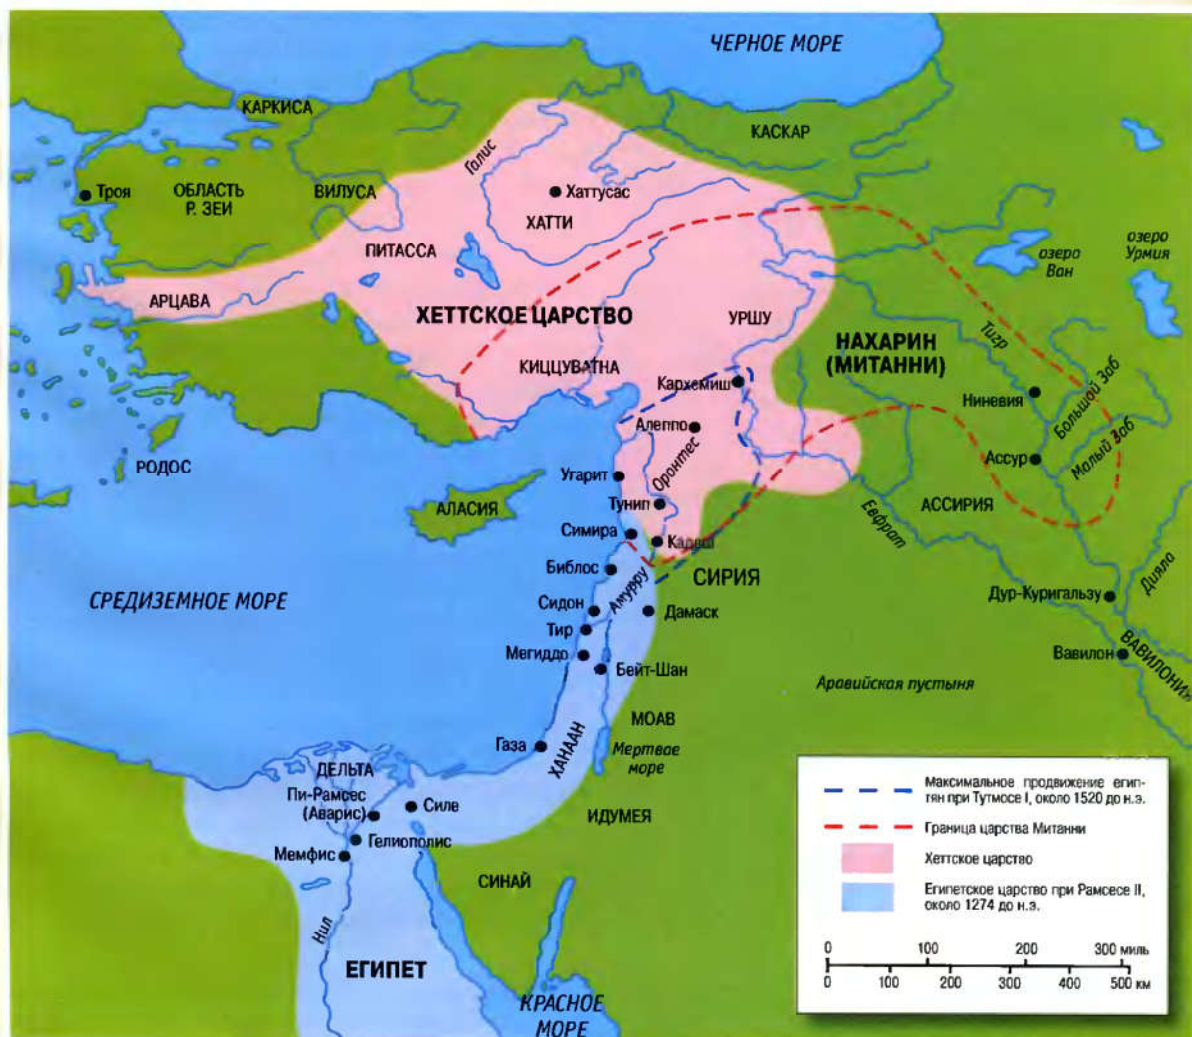 ЧЕРНОЕ МОРЕ
КАРКИСА
КАСКАР
Галис
Троя
ОБЛАСТЬ
Р. ЗЕИ
ВИЛУСА
Хаттусас
ХАТТИ
ПИТАССА
озеро
Ван
озеро
Урмия
АРЦАВА
ХЕТТСКОЕ ЦАРСТВО
УРШУ
НАХАРИН
(МИТАННИ)
Тигр
КИЦЦУВАТНА
Кархемиш
Ниневия
Большой Заб
Алеппо
Малый Заб
РОДОС
Оронтес
Ассур
Угарит
АЛАСИЯ
Тунип
АССИРИЯ
Евфрат
Симира
Кадеш
Библос
СИРИЯ
Амурру
Дияла
СРЕДИЗЕМНОЕ МОРЕ
Сидон
Дамаск
Дур-Куригальзу
Тир
Мегиддо
Бейт-Шан
Вавилон
ВАВИЛОНИЯ
Аравийская пустыня
МОАВ
Газа
ХАНААН
Мертвое
море
ДЕЛЬТА
Пи-Рамсес
(Аварис)
Силе
ИДУМЕЯ
Гелиополис
Мемфис
СИНАЙ
Нил
ЕГИПЕТ
КРАСНОЕ
МОРЕ
Максимальное продвижение егип-
тян при Тутмосе I, около 1520 до н.э.
Граница царства Митанни
Хеттское царство
Египетское царство при Рамсесе II,
около 1274 до н.э.
0 100 200 300 миль
0 100 200 300 400 500 км